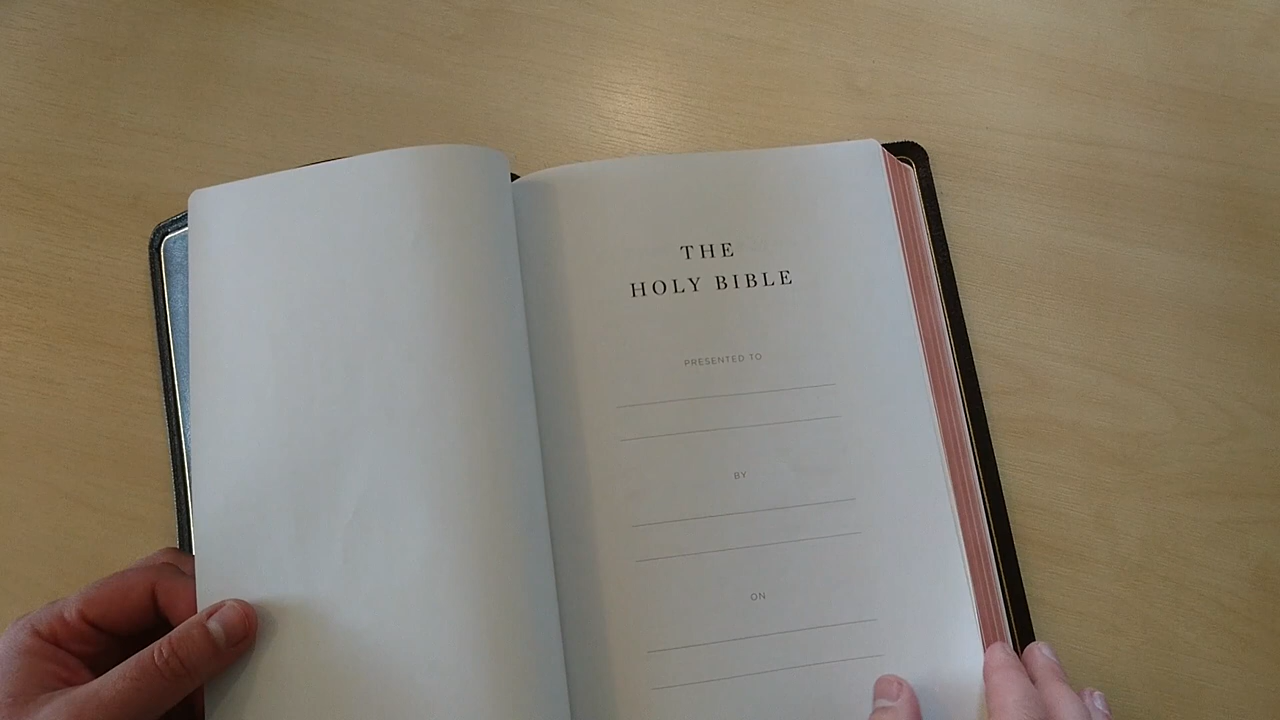 THE
HOLY BIBLE
PRESENTED TO
BY
ON